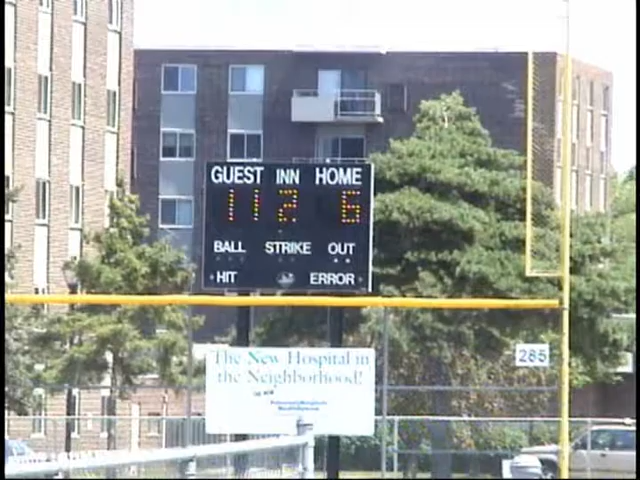 GUEST INN HOME
11 2 6
BALL STRIKE OUT
HIT ERROR
The New Hospital in
the Neighborhood!
285